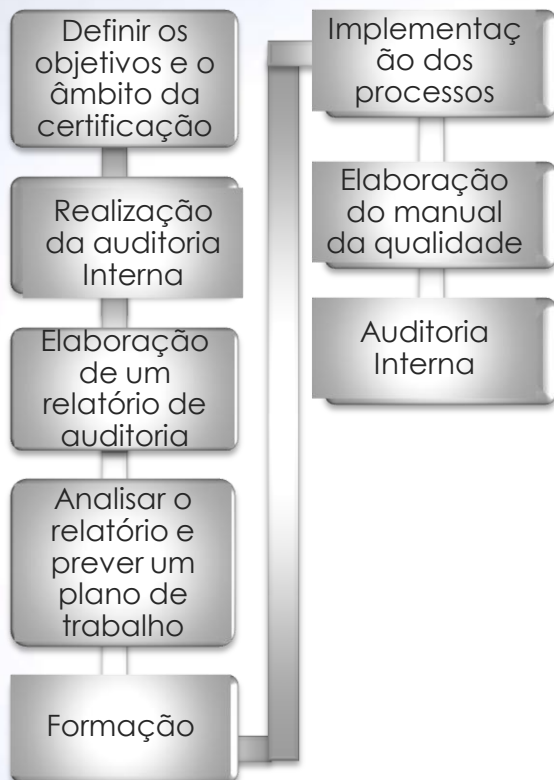 Definir os
objetivos e o
âmbito da
certificação
Realização
da auditoria
Interna
Elaboração
de um
relatório de
auditoria
Analisar o
relatório e
prever um
plano de
trabalho
Formação
Implementaç
ão dos
processos
Elaboração
do manual
da qualidade
Auditoria
Interna